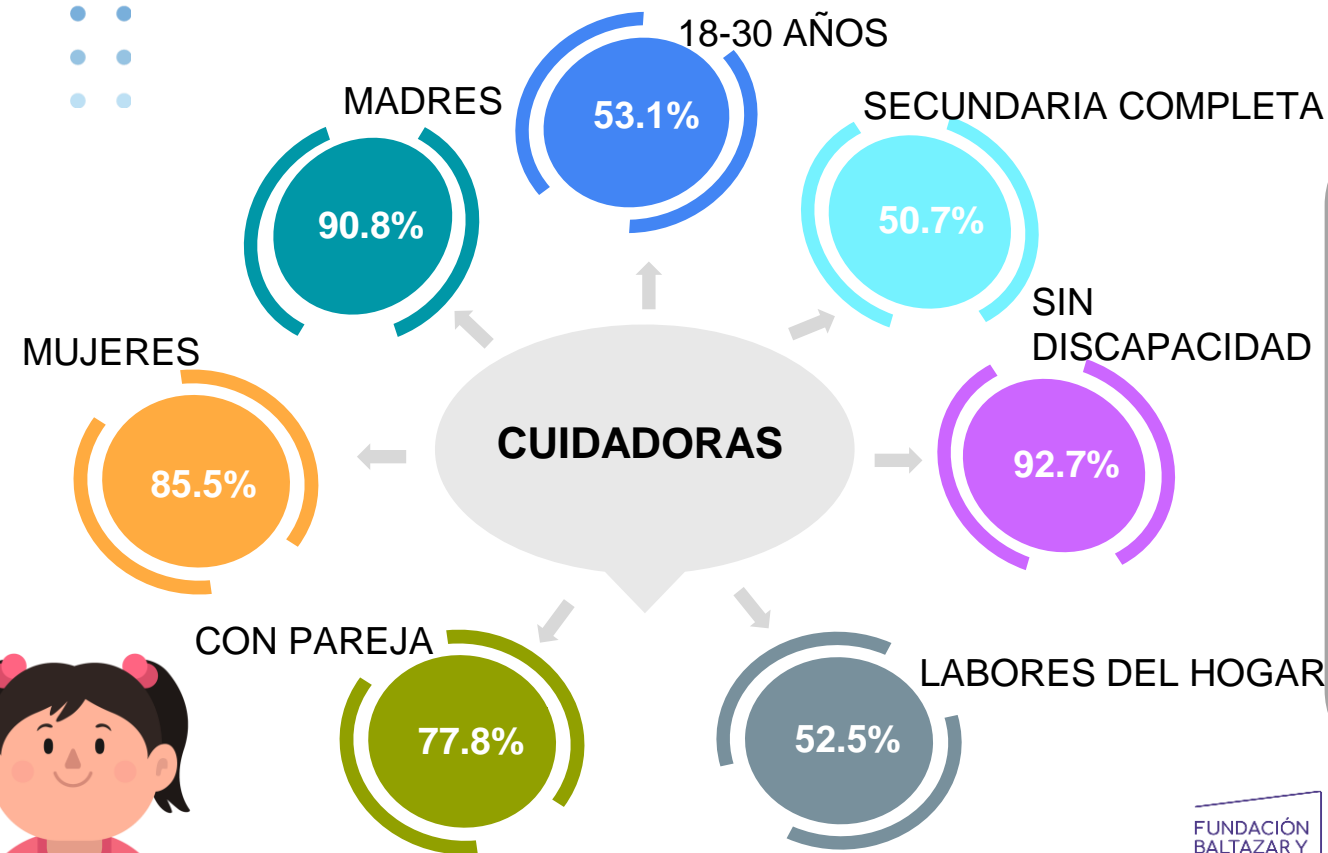 18-30 AÑOS
53.1%
MADRES
90.8%
SECUNDARIA COMPLETA
50.7%
SIN
DISCAPACIDAD
92.7%
MUJERES
85.5%
CUIDADORAS
CON PAREJA
77.8%
LABORES DEL HOGAR
52.5%
FUNDACIÓN
BALTAZAR Y